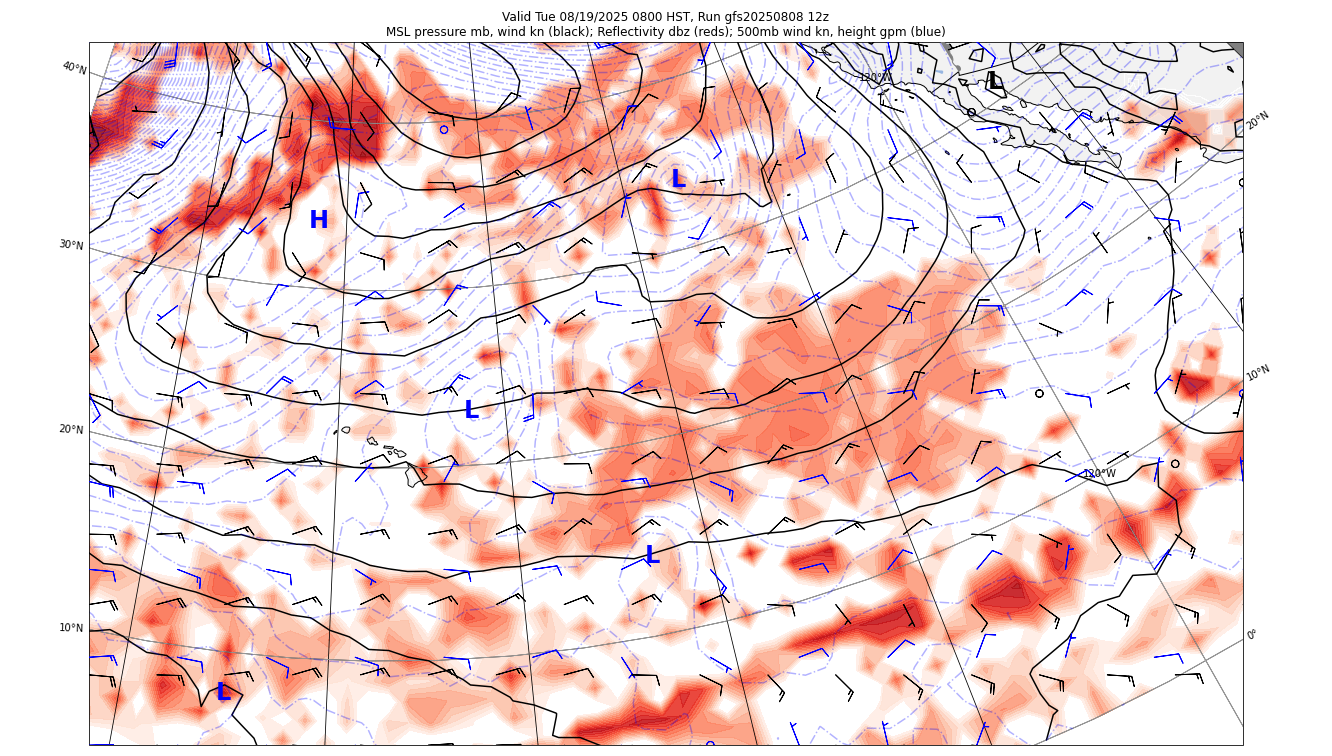 Valid Tue 08/19/2025 0800 HST, Run gfs20250808 12z
MSL pressure mb, wind kn (black); Reflectivity dbz (reds); 500mb wind kn, height gpm (blue)
40°N
120°W
L
20°N
L
H
30°N
10°N
L
20°N
120°W
L
10°N
0°
L